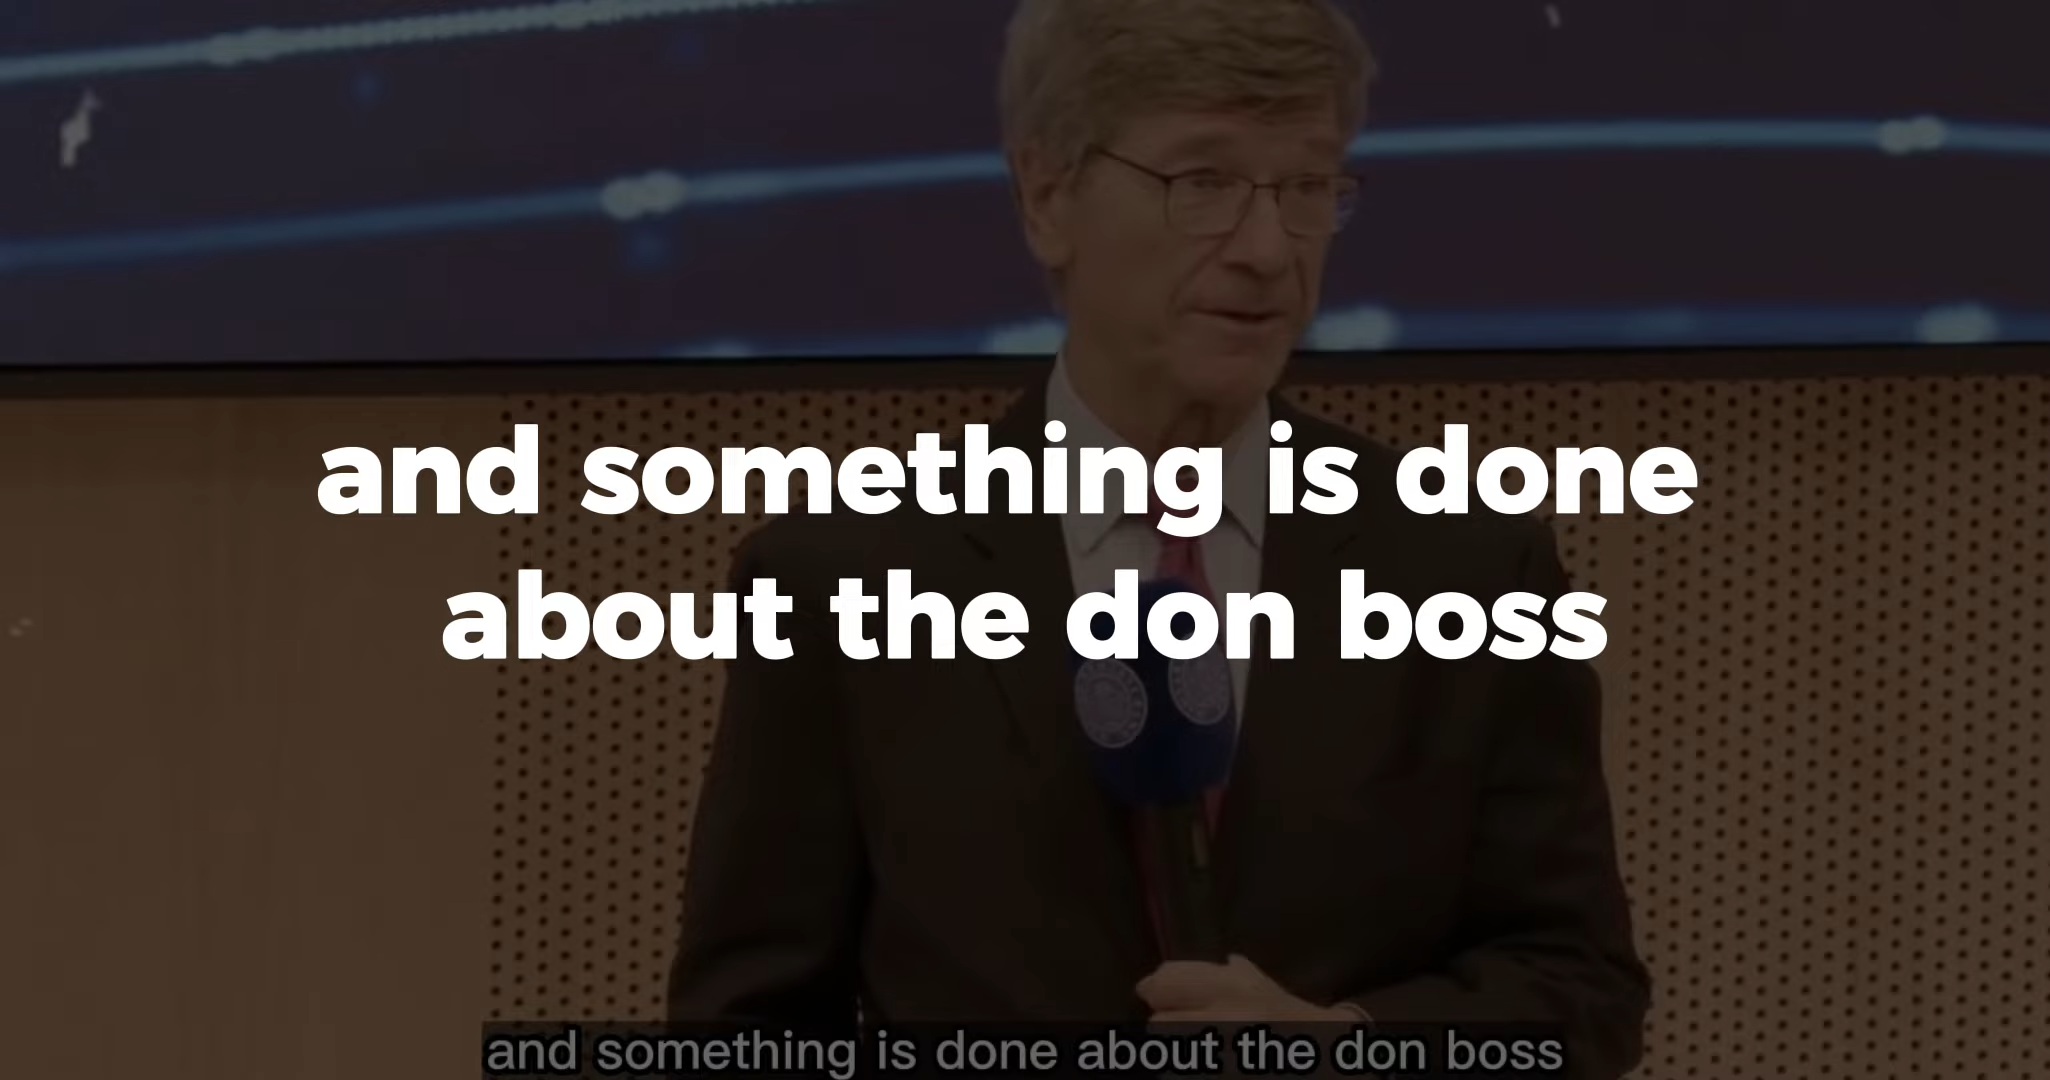 and something is done
about the don boss
and something is done about the don boss